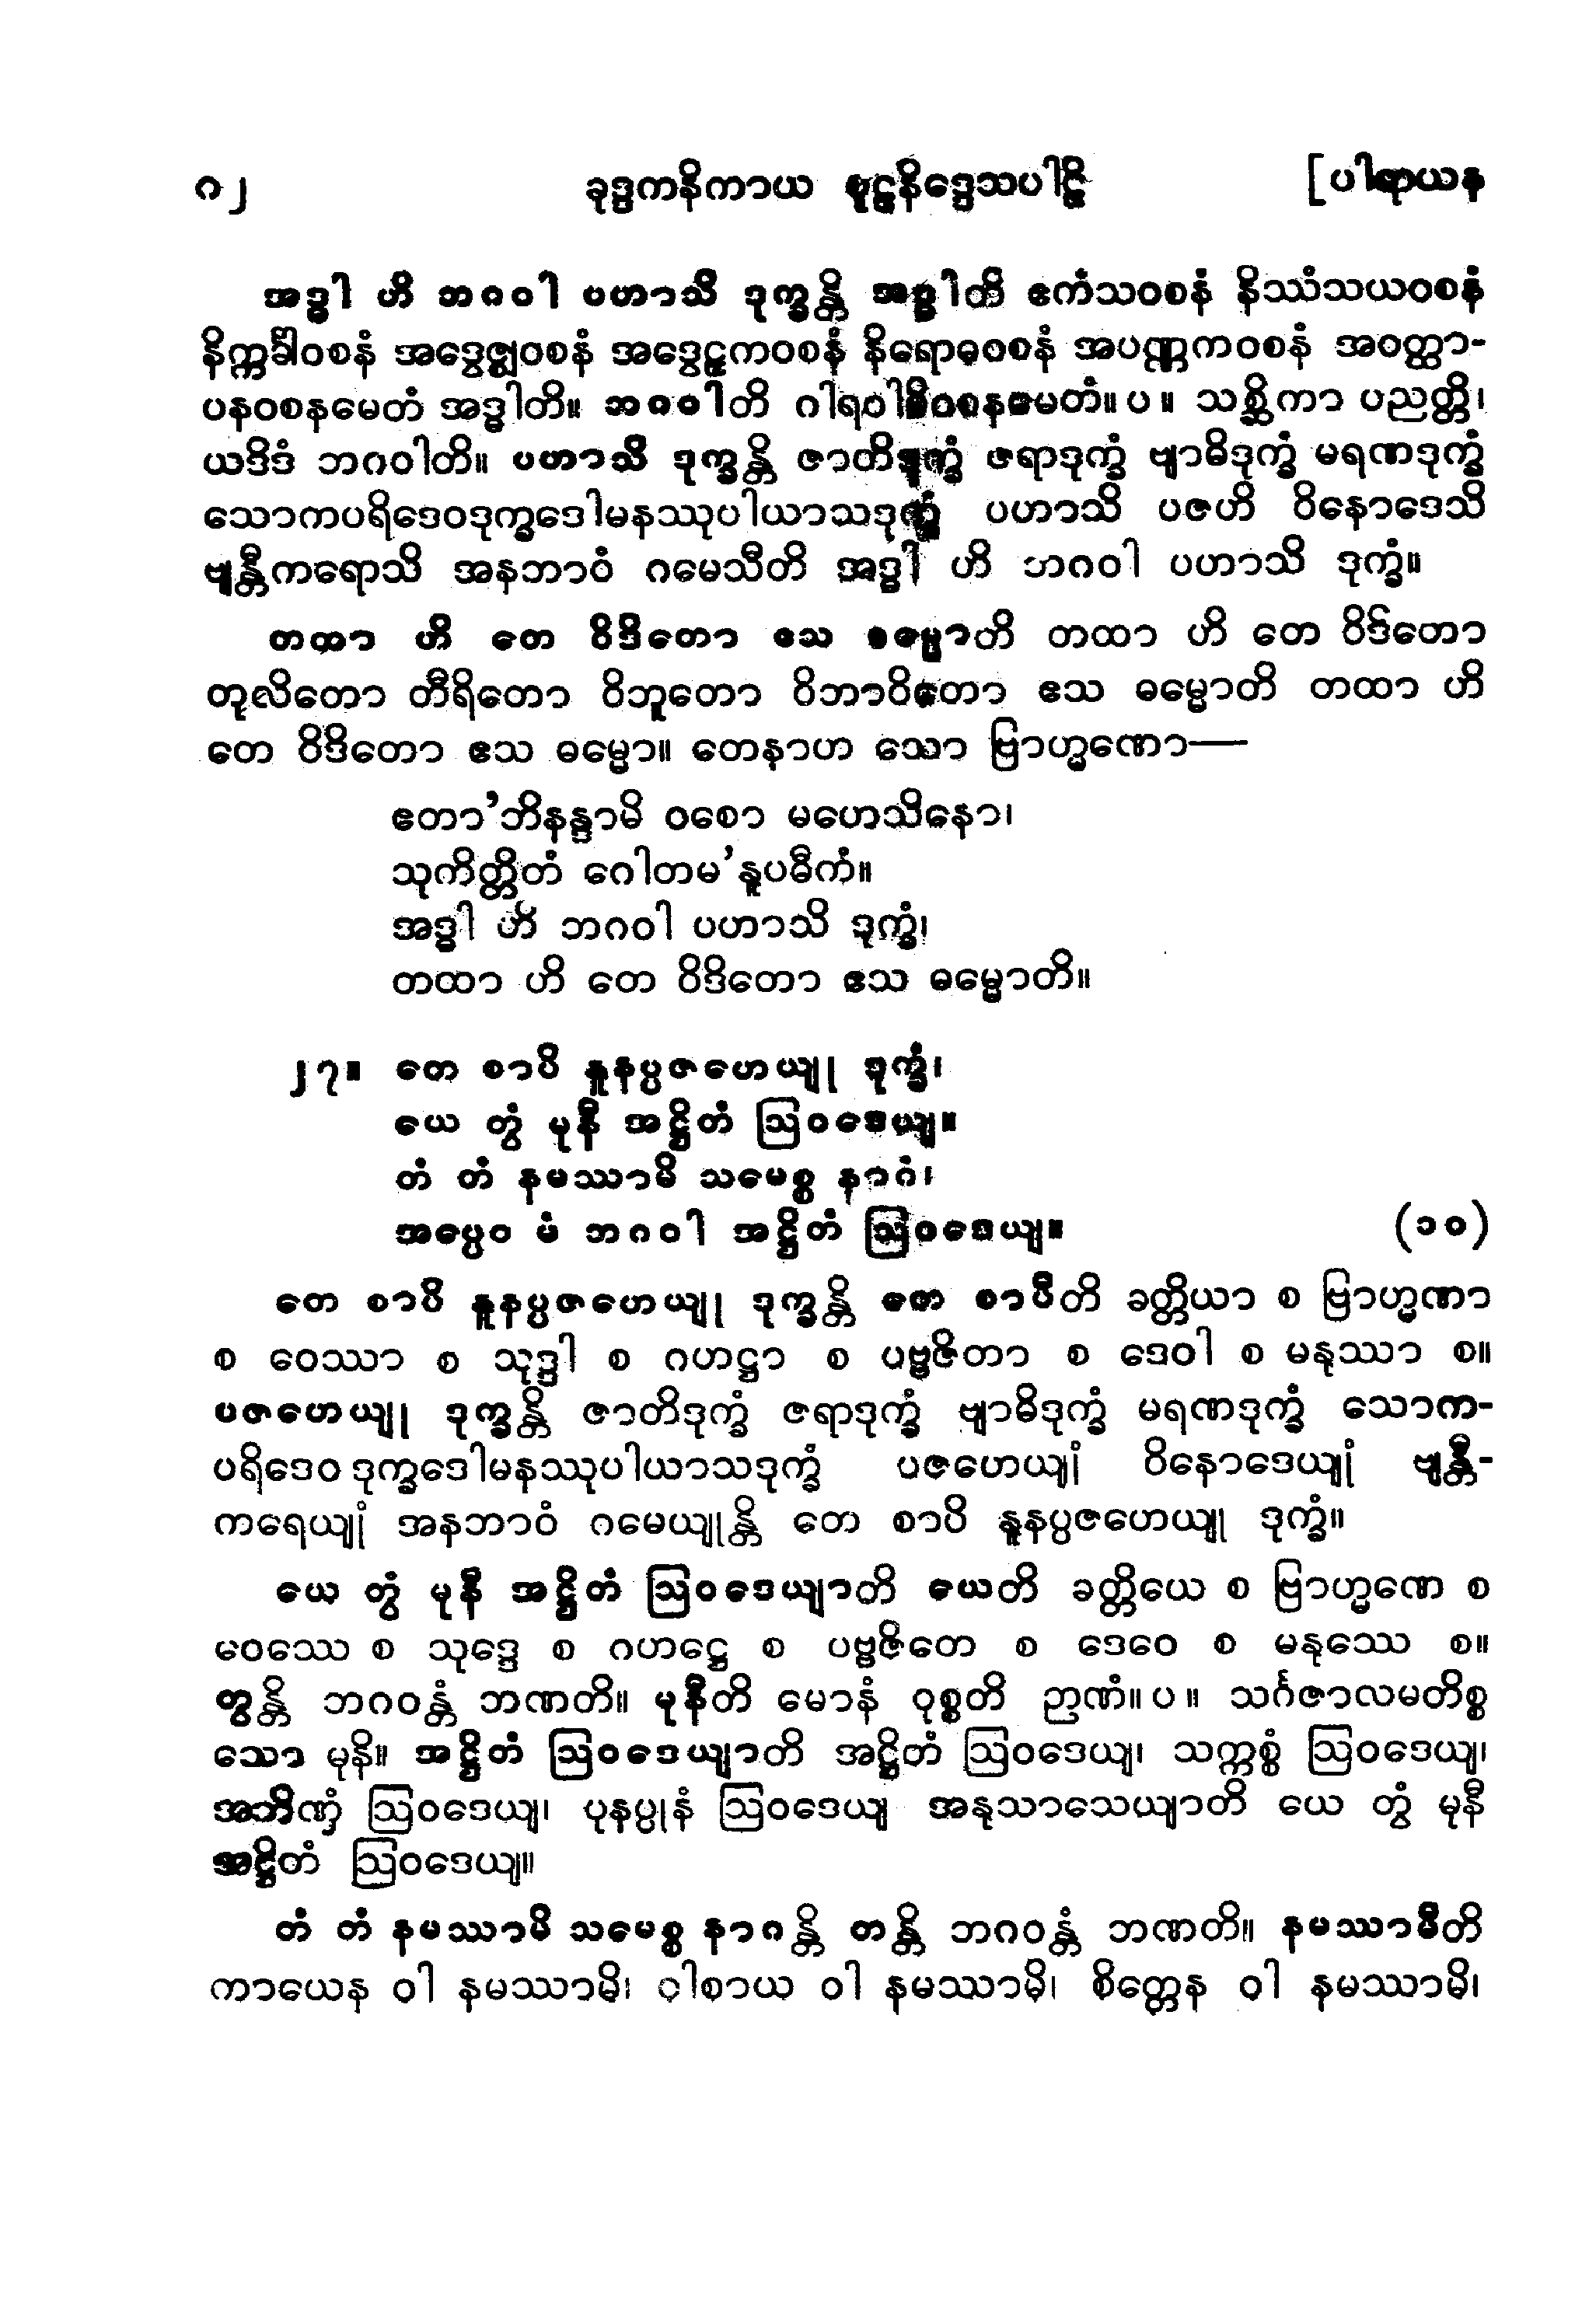 ၈၂ ခုဒ္ဒကနိကာယ စူဠနိဒ္ဒေသပါဠိ [ပါရာယန
အဒ္ဓါ ဟိ ဘဂဝါ ပဟာသိ ဒုက္ခန္တိ အဒ္ဓါတိ ဧကံသဝစနံ နိဿံသယဝစနံ
နိက္ကင်္ခါဝစနံ အဒွေဇ္ဈဝစနံ အဒွေဠှကဝစနံ နိရောဓဝစနံ အပဏ္ဏကဝစနံ အဝတ္ထာ-
ပနဝစနမေတံ အဒ္ဓါတိ။ ဘဂဝါတိ ဂါရဝါဓိဝစနမေတံ။ ပ ။ သစ္ဆိကာ ပညတ္တိ၊
ယဒိဒံ ဘဂဝါတိ။ ပဟာသိ ဒုက္ခန္တိ ဇာတိဒုက္ခံ ဇရာဒုက္ခံ ဗျာဓိဒုက္ခံ မရဏဒုက္ခံ
သောကပရိဒေဝဒုက္ခဒေါမနဿုပါယာသဒုက္ခံ ပဟာသိ ပဇဟိ ဝိနောဒေသိ
ဗျန္တီကရောသိ အနဘာဝံ ဂမေသီတိ အဒ္ဓါ ဟိ ဘဂဝါ ပဟာသိ ဒုက္ခံ။
တထာ ဟိ တေ ဝိဒိတော ဧသ ဓမ္မောတိ တထာ ဟိ တေ ဝိဒိတော
တုလိတော တီရိတော ဝိဘူတော ဝိဘာဝိတော ဧသ ဓမ္မောတိ တထာ ဟိ
တေ ဝိဒိတော ဧသ ဓမ္မော။ တေနာဟ သော ဗြာဟ္မဏော—
ဧတာ’ဘိနန္ဒာမိ ဝစော မဟေသိနော၊
သုကိတ္တိတံ ဂေါတမ’နူပဓီကံ။
အဒ္ဓါ ဟိ ဘဂဝါ ပဟာသိ ဒုက္ခံ၊
တထာ ဟိ တေ ဝိဒိတော ဧသ ဓမ္မောတိ။
၂၇။ တေ စာပိ နူနပ္ပဇဟေယျု ဒုက္ခံ၊
ယေ တွံ မုနီ အဋ္ဌိတံ ဩဝဒေယျ။
တံ တံ နမဿာမိ သမေစ္စ နာဂံ၊
အပ္ပေဝ မံ ဘဂဝါ အဋ္ဌိတံ ဩဝဒေယျ။ (၁၀)
တေ စာပိ နူနပ္ပဇဟေယျု ဒုက္ခန္တိ တေ စာပီတိ ခတ္တိယာ စ ဗြာဟ္မဏာ
စ ဝေဿာ စ သုဒ္ဒါ စ ဂဟဋ္ဌာ စ ပဗ္ဗဇိတာ စ ဒေဝါ စ မနုဿာ စ။
ပဇဟေယျု ဒုက္ခန္တိ ဇာတိဒုက္ခံ ဇရာဒုက္ခံ ဗျာဓိဒုက္ခံ မရဏဒုက္ခံ သောက-
ပရိဒေဝ ဒုက္ခဒေါမနဿုပါယာသဒုက္ခံ ပဇဟေယျုံ ဝိနောဒေယျုံ ဗျန္တီ-
ကရေယျုံ အနဘာဝံ ဂမေယျုန္တိ တေ စာပိ နူနပ္ပဇဟေယျု ဒုက္ခံ။
ယေ တွံ မုနီ အဋ္ဌိတံ ဩဝဒေယျာတိ ယေတိ ခတ္တိယေ စ ဗြာဟ္မဏေ စ
ဝေဿေ စ သုဒ္ဒေ စ ဂဟဋ္ဌေ စ ပဗ္ဗဇိတေ စ ဒေဝေ စ မနုဿေ စ။
တွန္တိ ဘဂဝန္တံ ဘဏတိ။ မုနီတိ မောနံ ဝုစ္စတိ ဉာဏံ။ ပ ။ သင်္ဂဇာလမတိစ္စ
သော မုနိ။ အဋ္ဌိတံ ဩဝဒေယျာတိ အဋ္ဌိတံ ဩဝဒေယျ၊ သက္ကစ္စံ ဩဝဒေယျ၊
အဘိဏှံ ဩဝဒေယျ၊ ပုနပ္ပုနံ ဩဝဒေယျ အနုသာသေယျာတိ ယေ တွံ မုနီ
အဋ္ဌိတံ ဩဝဒေယျ။
တံ တံ နမဿာမိ သမေစ္စ နာဂန္တိ တန္တိ ဘဂဝန္တံ ဘဏတိ။ နမဿာမီတိ
ကာယေန ဝါ နမဿာမိ၊ ဝါစာယ ဝါ နမဿာမိ၊ စိတ္တေန ဝါ နမဿာမိ၊